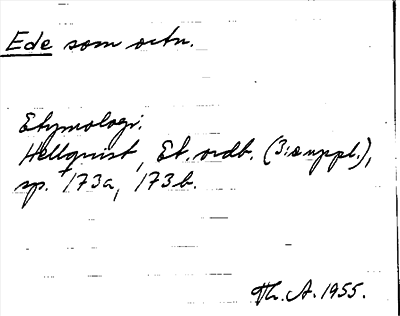 Ede som ortn.
Etymologi.
Hellquist, Et. ordb. (3:e uppl.),
sp. 173a, 173b.
Th. A. 1955.